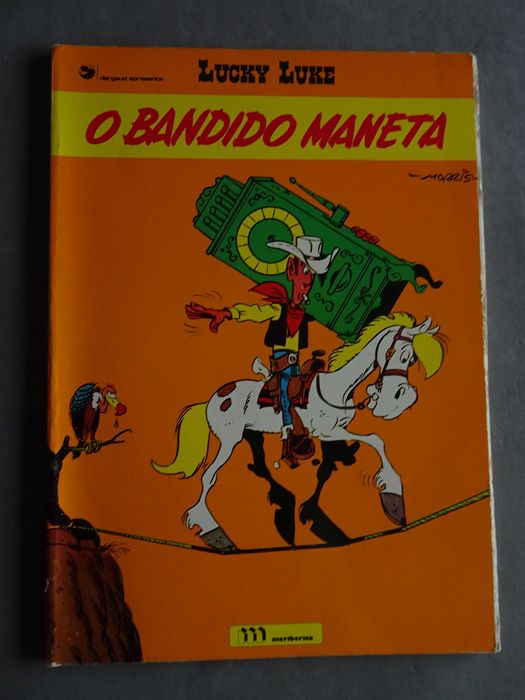 dargaud apresenta
LUCKY LUKE
O BANDIDO MANETA
-MORRIS-
m meribérica